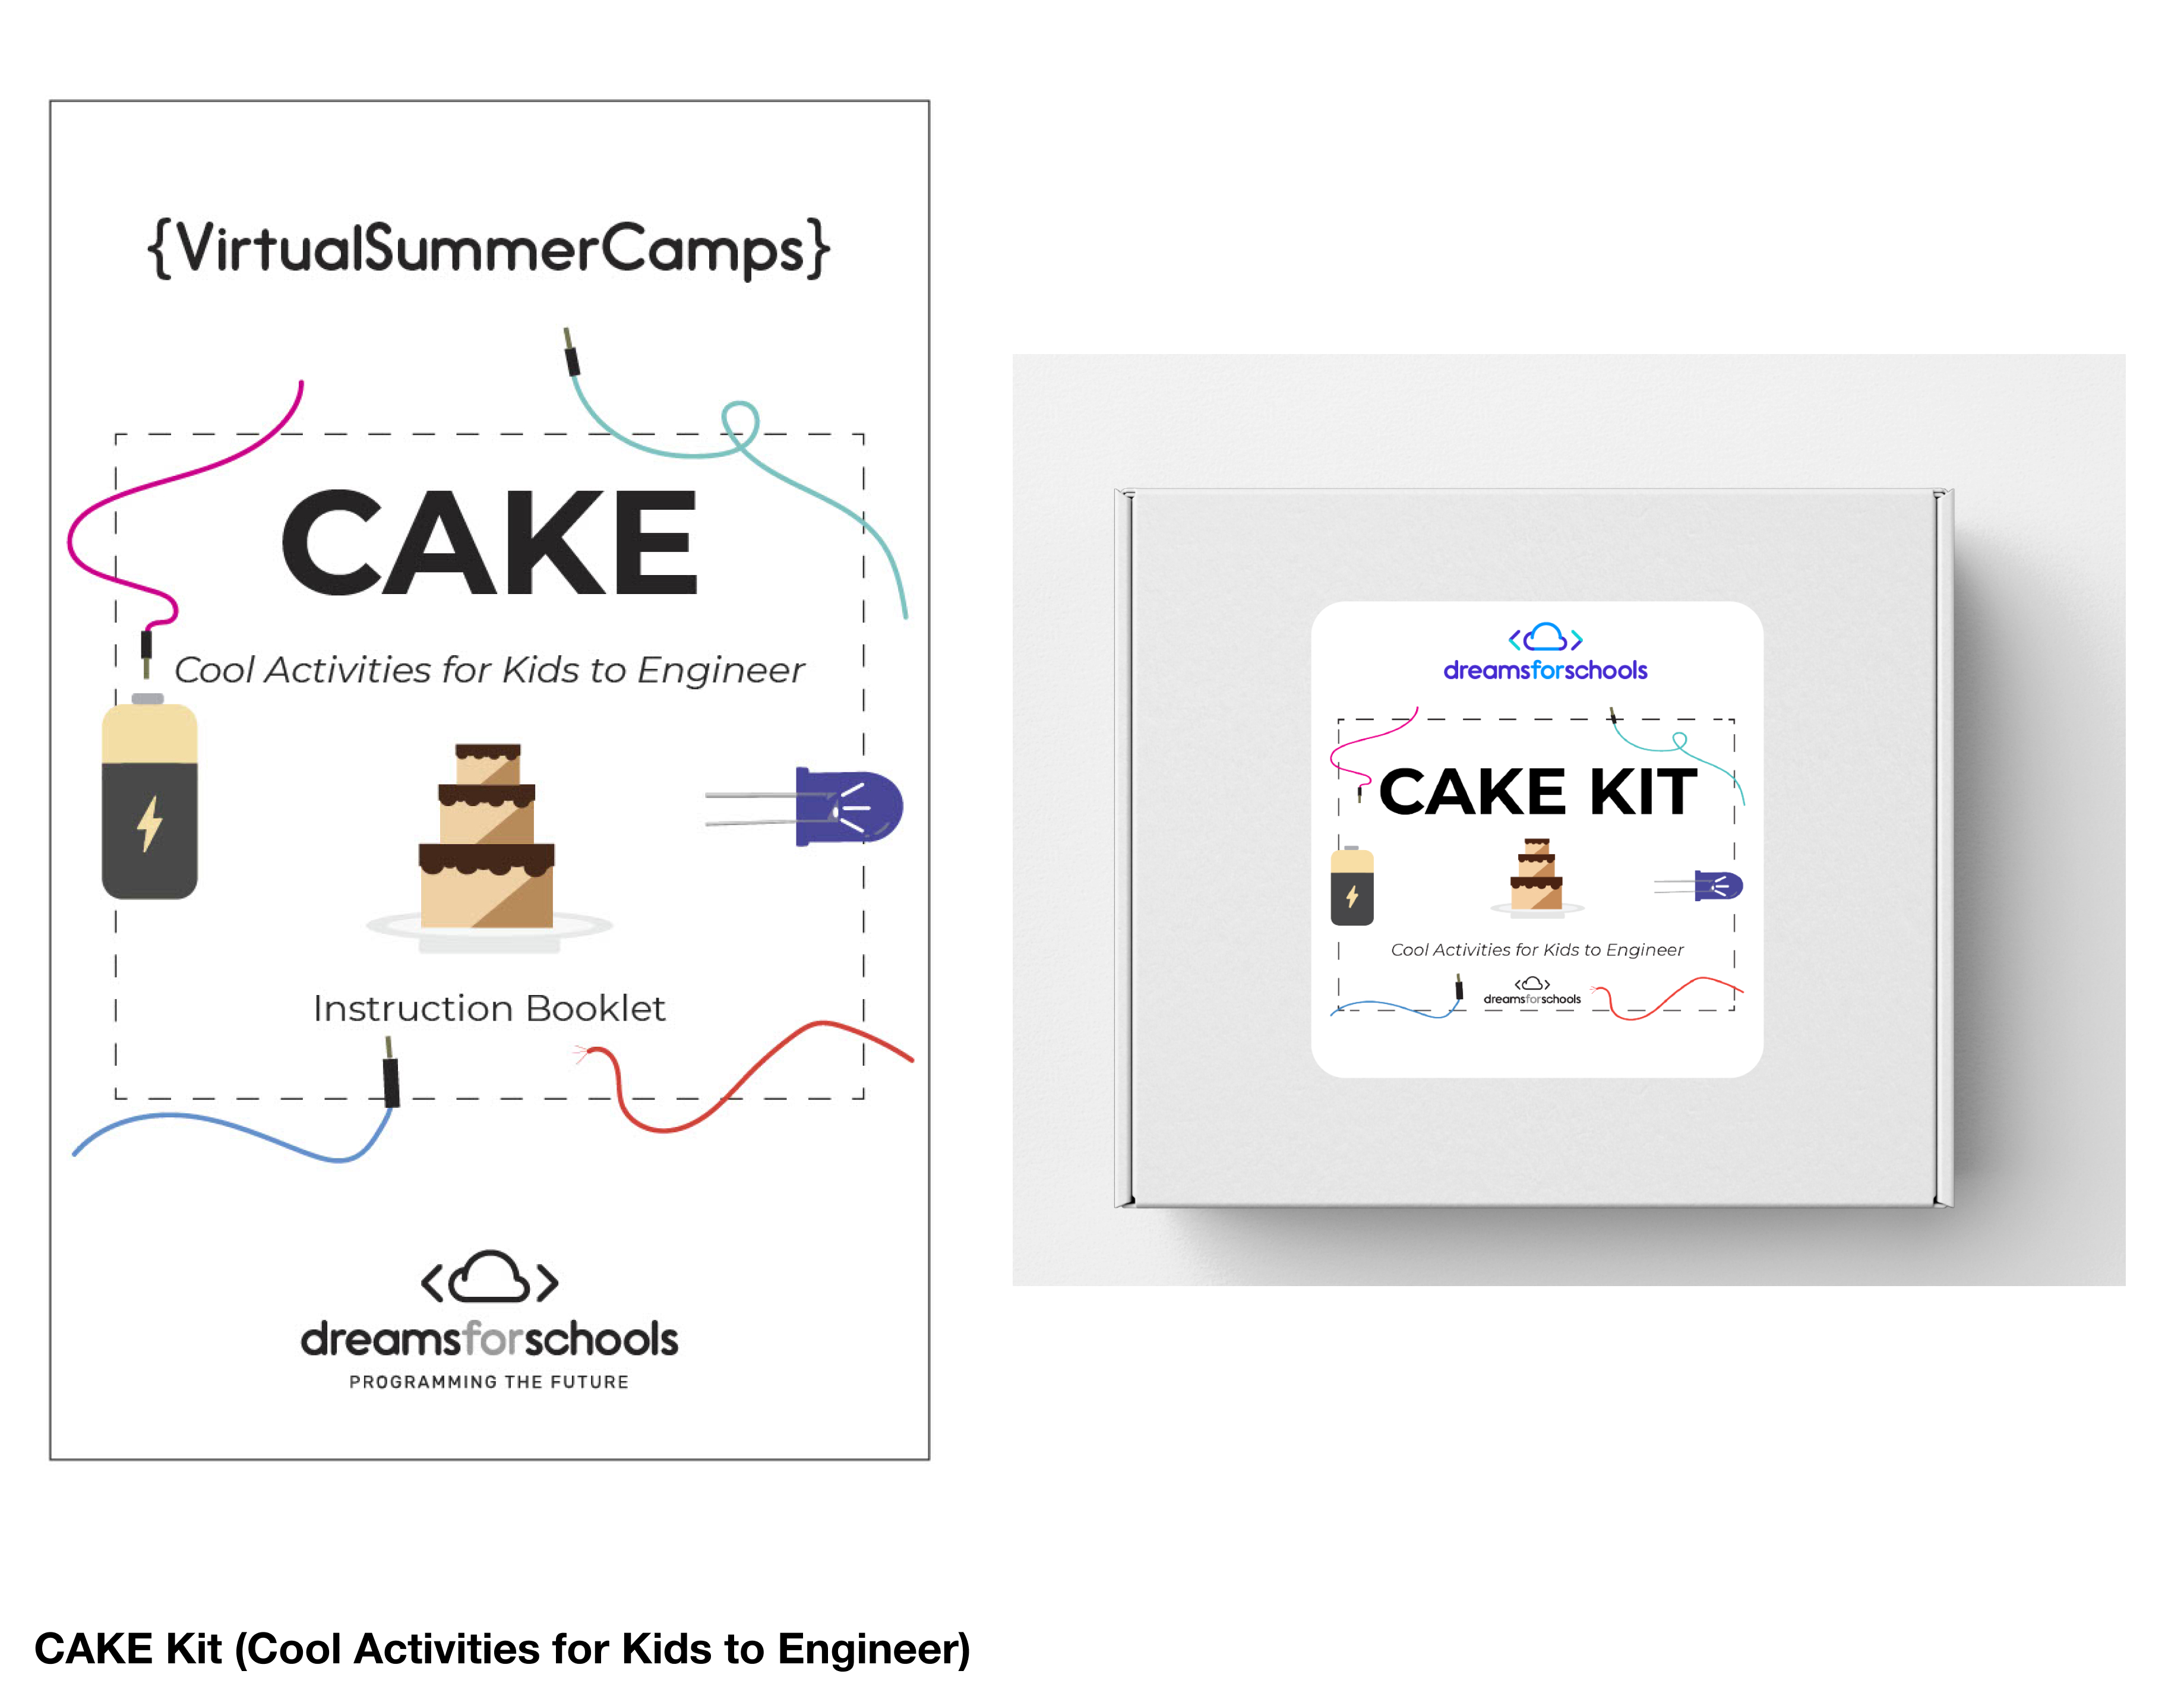 {VirtualSummerCamps}
CAKE
Cool Activities for Kids to Engineer
Instruction Booklet
dreamsforschools
PROGRAMMING THE FUTURE
dreamsforschools
CAKE KIT
Cool Activities for Kids to Engineer
dreamsforschools
CAKE Kit (Cool Activities for Kids to Engineer)